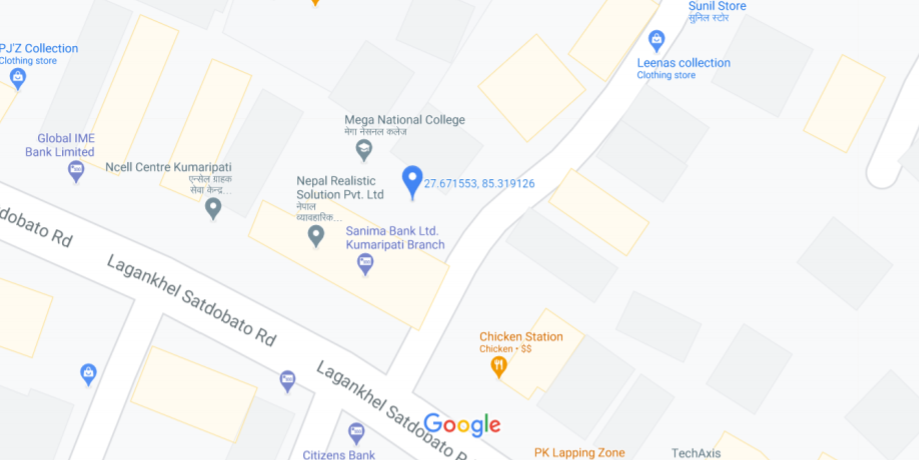 Sunil Store
सुनिल स्टोर
PJ'Z Collection
Clothing store
Leenas collection
Clothing store
Mega National College
मेगा नेसनल कलेज
Global IME
Bank Limited
Ncell Centre Kumaripati
एन्सेल ग्राहक
सेवा केन्द्र...
Nepal Realistic
Solution Pvt. Ltd
नेपाल
व्यावहारिक...
27.671553, 85.319126
Sanima Bank Ltd.
Kumaripati Branch
dobato Rd
Lagankhel Satdobato Rd
Chicken Station
Chicken • $$
Lagankhel Satdobato R
Google
Citizens Bank
PK Lapping Zone
TechAxis